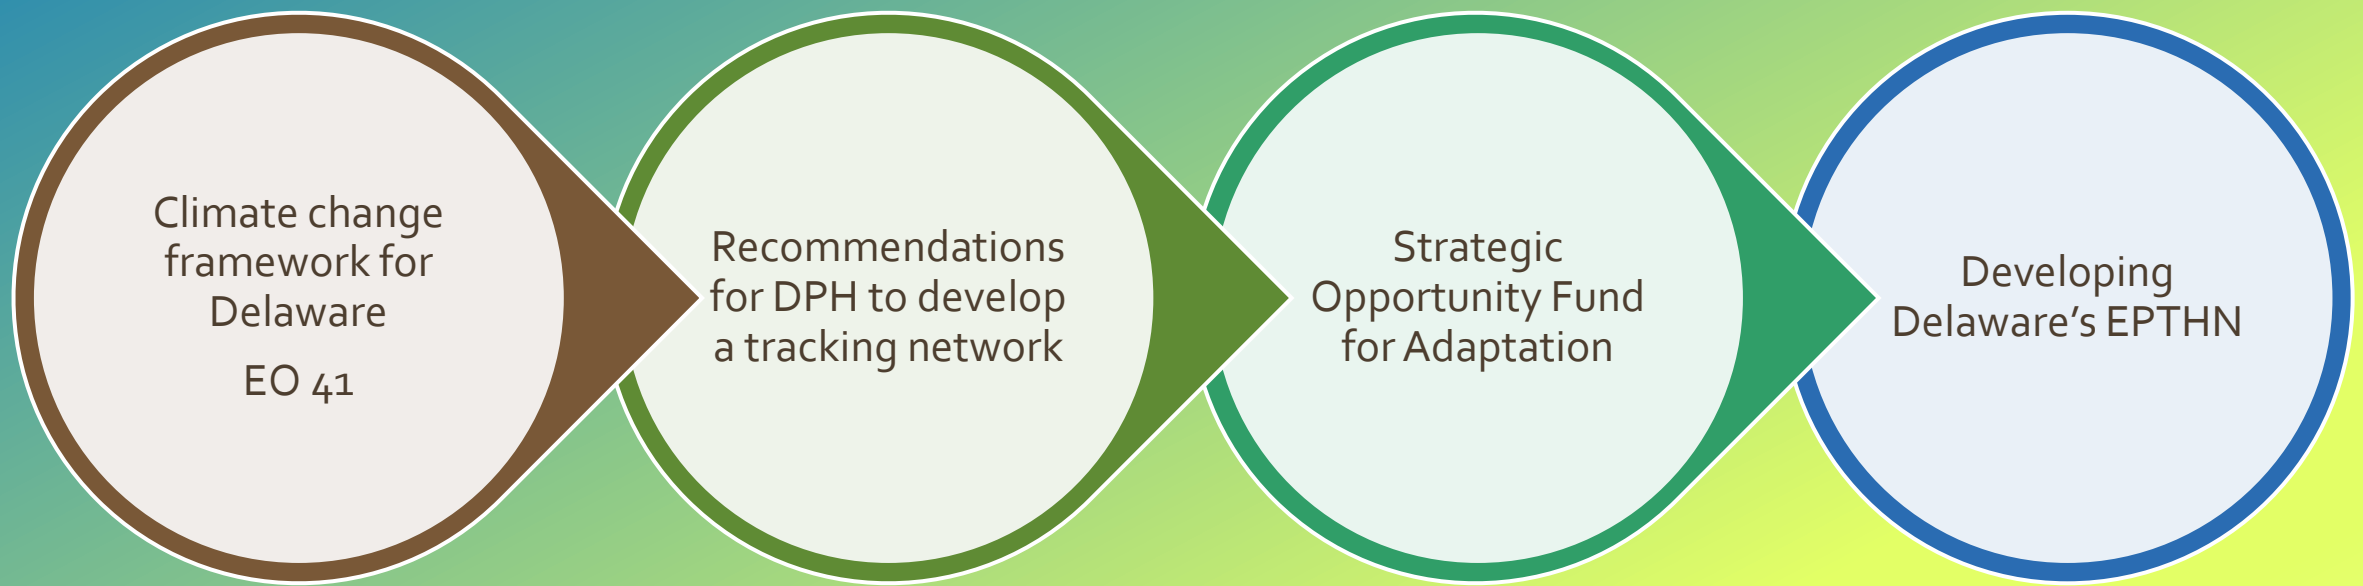 Climate change
framework for
Delaware
EO 41
Recommendations
for DPH to develop
a tracking network
Strategic
Opportunity Fund
for Adaptation
Developing
Delaware’s EPTHN